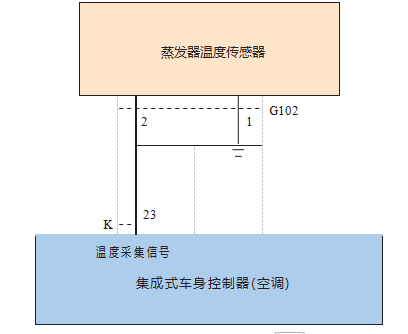 蒸发器温度传感器
G102
2
1
23
K
温度采集信号
集成式车身控制器(空调)